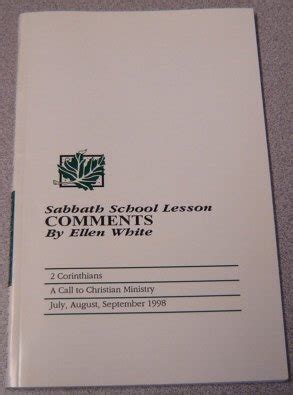 Sabbath School Lesson
COMMENTS
By Ellen White
2 Corinthians
A Call to Christian Ministry
July, August, September 1998